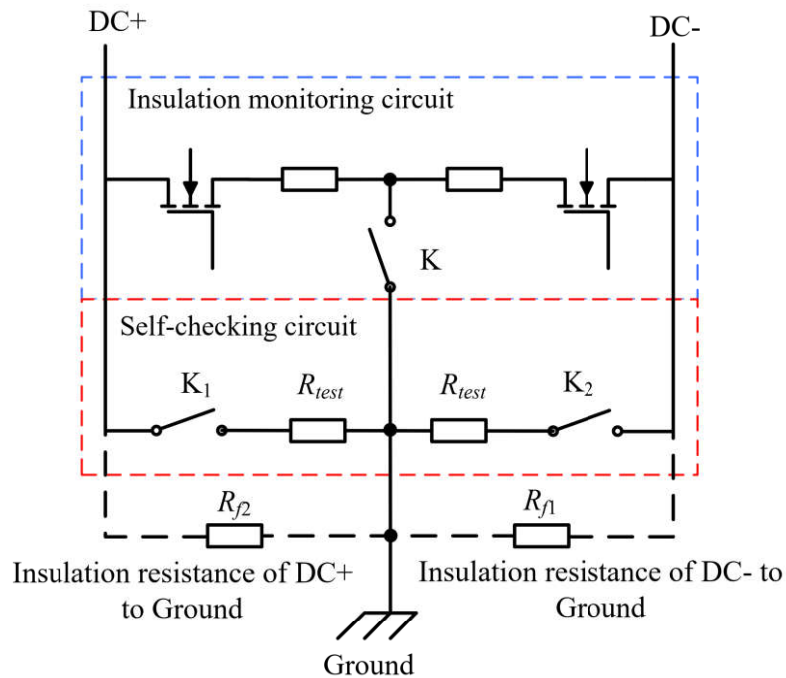 DC+
DC-
Insulation monitoring circuit
K
Self-checking circuit
K1
Rtest
Rtest
K2
Rf2
Rf1
Insulation resistance of DC+
to Ground
Insulation resistance of DC- to
Ground
Ground